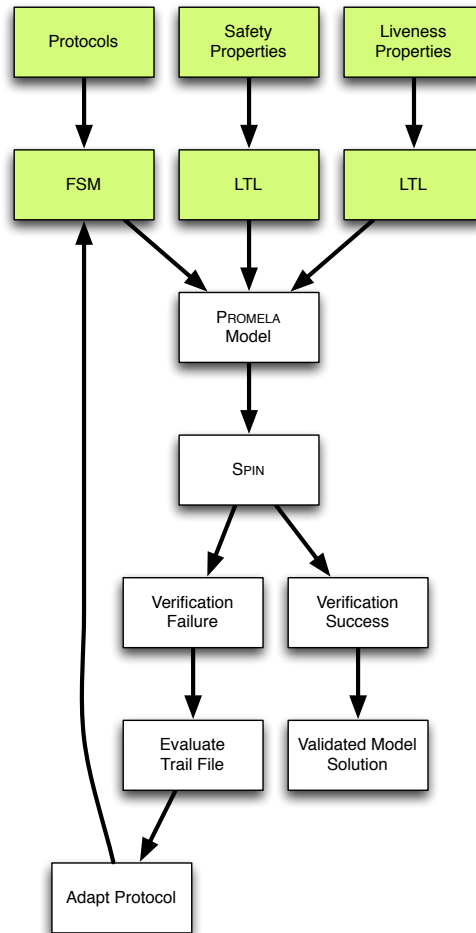 Protocols
Safety
Properties
Liveness
Properties
FSM
LTL
LTL
PROMELA
Model
SPIN
Verification
Failure
Verification
Success
Evaluate
Trail File
Validated Model
Solution
Adapt Protocol